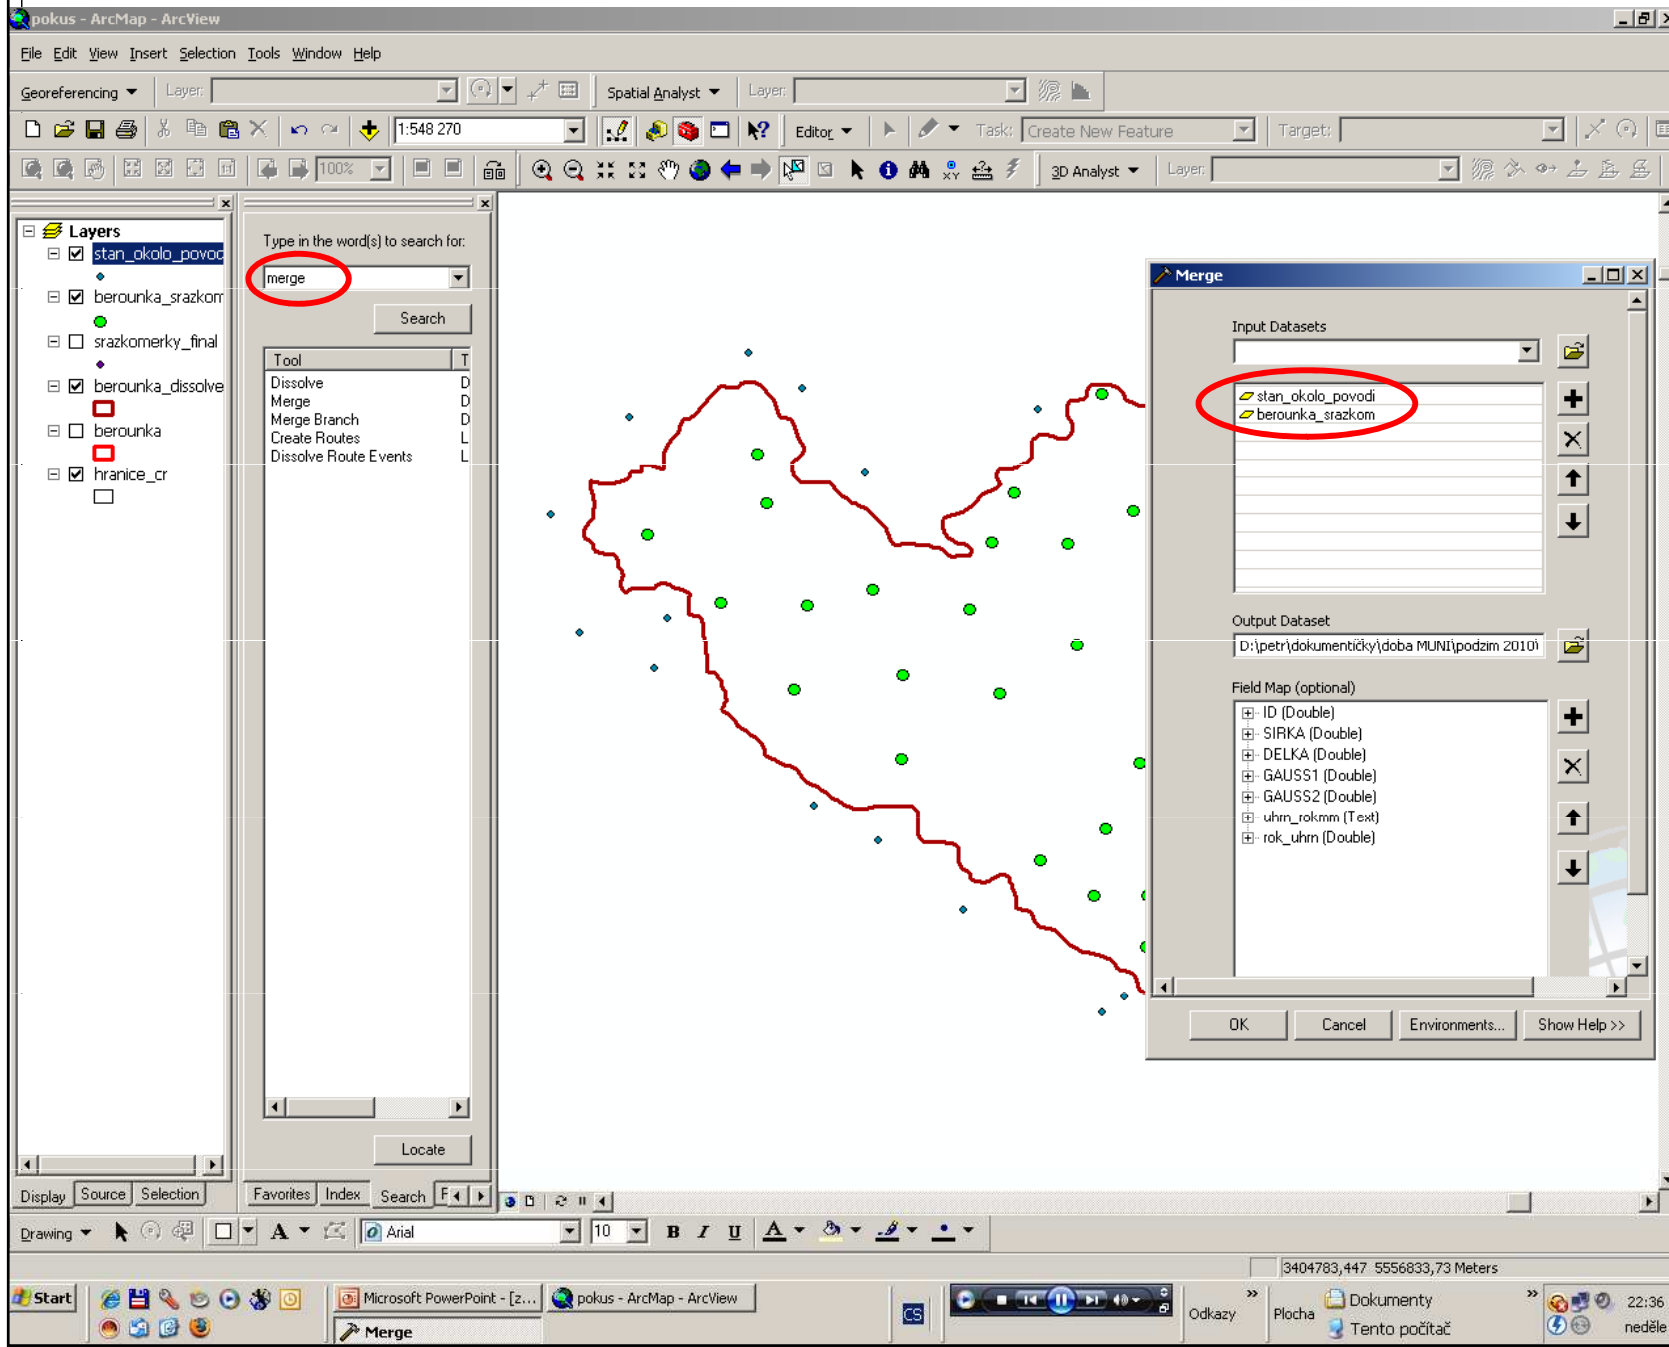 pokus - ArcMap - ArcView
File Edit View Insert Selection Tools Window Help
Georeferencing Layer: Spatial Analyst Layer:
1:548 270 Editor Task: Create New Feature Target:
100% 3D Analyst Layer:
Layers
stan_okolo_povod
berounka_srazkom
srazkomerky_final
berounka_dissolve
berounka
hranice_cr
Display Source Selection
Type in the word(s) to search for:
merge
Search
Tool T
Dissolve D
Merge D
Merge Branch D
Create Routes L
Dissolve Route Events L
Locate
Favorites Index Search F
Merge
Input Datasets
stan_okolo_povodi
berounka_srazkom
Output Dataset
D:\petr\dokumentíčky\doba MUNI\podzim 2010\
Field Map (optional)
ID (Double)
SIRKA (Double)
DELKA (Double)
GAUSS1 (Double)
GAUSS2 (Double)
uhrn_rokmm (Text)
rok_uhrn (Double)
OK Cancel Environments... Show Help >>
Drawing A Arial 10 B I U A
3404783,447 5556833,73 Meters
Start Microsoft PowerPoint - [z... pokus - ArcMap - ArcView CS Odkazy » Plocha Dokumenty » 22:36
Merge Tento počítač neděle